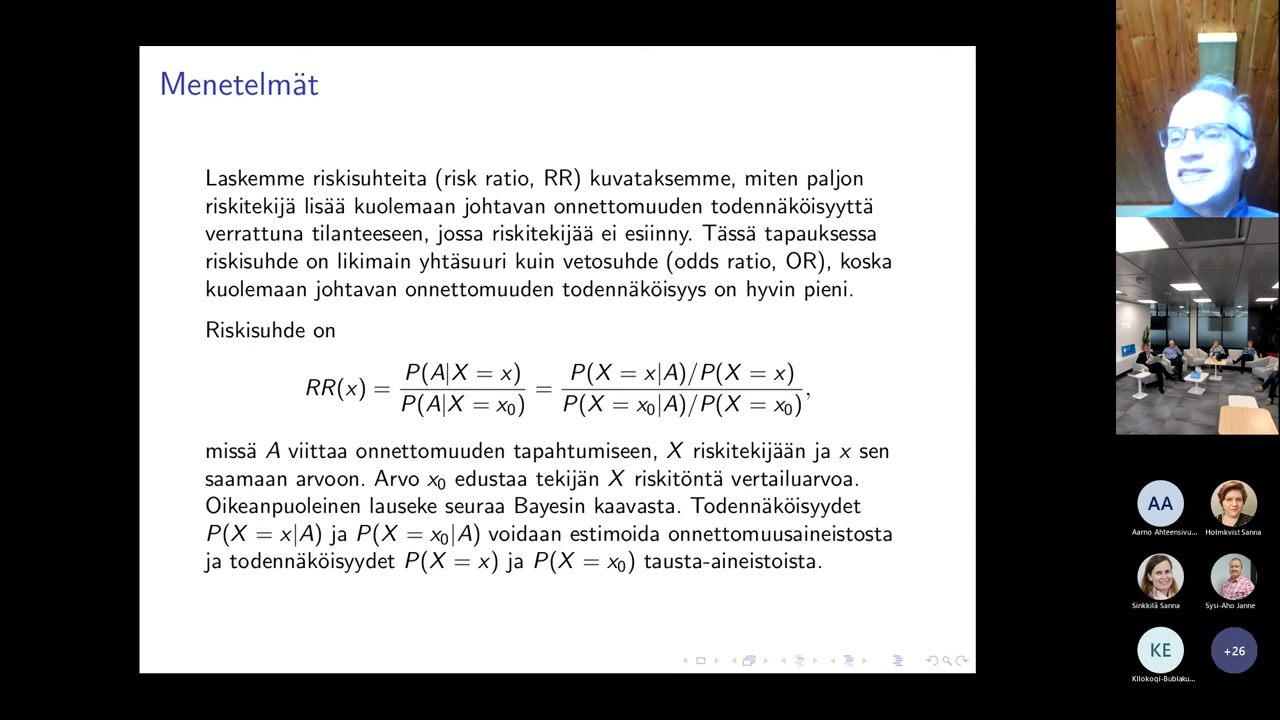 Menetelmät
Laskemme riskisuhteita (risk ratio, RR) kuvataksemme, miten paljon
riskitekijä lisää kuolemaan johtavan onnettomuuden todennäköisyyttä
verrattuna tilanteeseen, jossa riskitekijää ei esiinny. Tässä tapauksessa
riskisuhde on likimain yhtäsuuri kuin vetosuhde (odds ratio, OR), koska
kuolemaan johtavan onnettomuuden todennäköisyys on hyvin pieni.
Riskisuhde on
RR(x) = P(A|X = x) / P(A|X = x₀) = P(X = x|A)/P(X = x) / P(X = x₀|A)/P(X = x₀),
missä A viittaa onnettomuuden tapahtumiseen, X riskitekijään ja x sen
saamaan arvoon. Arvo x₀ edustaa tekijän X riskitöntä vertailuarvoa.
Oikeanpuoleinen lauseke seuraa Bayesin kaavasta. Todennäköisyydet
P(X = x|A) ja P(X = x₀|A) voidaan estimoida onnettomuusaineistosta
ja todennäköisyydet P(X = x) ja P(X = x₀) tausta-aineistoista.
AA
Aarno Ahteensivu...
Holmkvist Sanna
Sinkkilä Sanna
Sysi-Aho Janne
KE
Kllokoqi-Bublaku...
+26